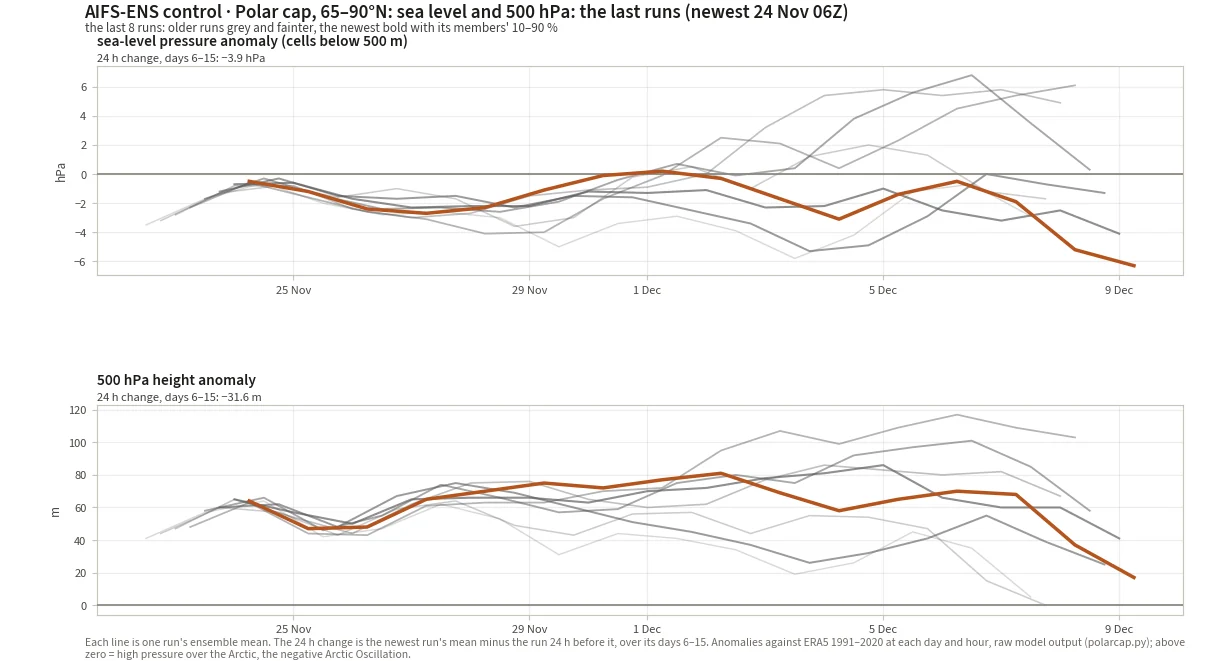 AIFS-ENS control · Polar cap, 65–90°N: sea level and 500 hPa: the last runs (newest 24 Nov 06Z)
the last 8 runs: older runs grey and fainter, the newest bold with its members' 10–90 %
sea-level pressure anomaly (cells below 500 m)
24 h change, days 6–15: −3.9 hPa
6
4
2
0
−2
−4
−6
hPa
25 Nov
29 Nov
1 Dec
5 Dec
9 Dec
500 hPa height anomaly
24 h change, days 6–15: −31.6 m
120
100
80
60
40
20
0
m
25 Nov
29 Nov
1 Dec
5 Dec
9 Dec
Each line is one run's ensemble mean. The 24 h change is the newest run's mean minus the run 24 h before it, over its days 6–15. Anomalies against ERA5 1991–2020 at each day and hour, raw model output (polarcap.py); above
zero = high pressure over the Arctic, the negative Arctic Oscillation.